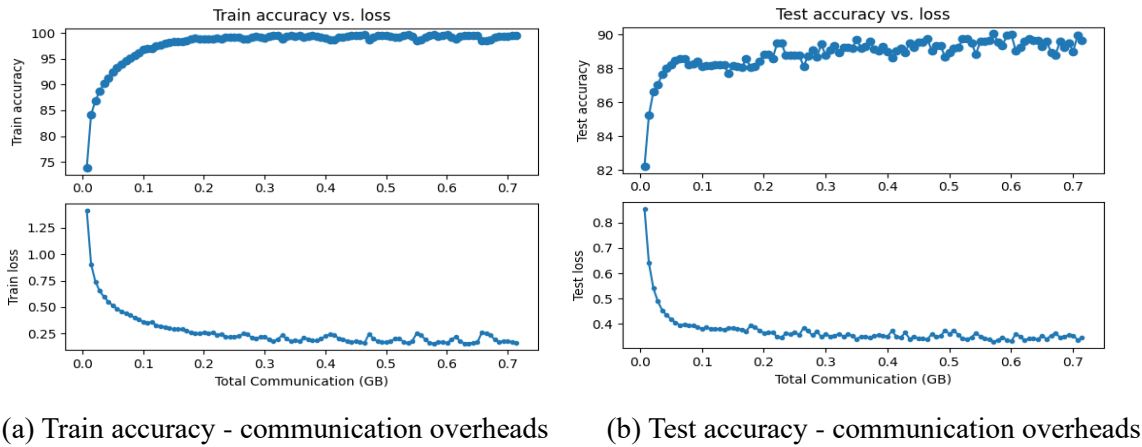 Train accuracy vs. loss
Train accuracy
100
95
90
85
80
75
0.0 0.1 0.2 0.3 0.4 0.5 0.6 0.7
Train loss
1.25
1.00
0.75
0.50
0.25
0.0 0.1 0.2 0.3 0.4 0.5 0.6 0.7
Total Communication (GB)
(a) Train accuracy - communication overheads
Test accuracy vs. loss
Test accuracy
90
88
86
84
82
0.0 0.1 0.2 0.3 0.4 0.5 0.6 0.7
Test loss
0.8
0.7
0.6
0.5
0.4
0.0 0.1 0.2 0.3 0.4 0.5 0.6 0.7
Total Communication (GB)
(b) Test accuracy - communication overheads